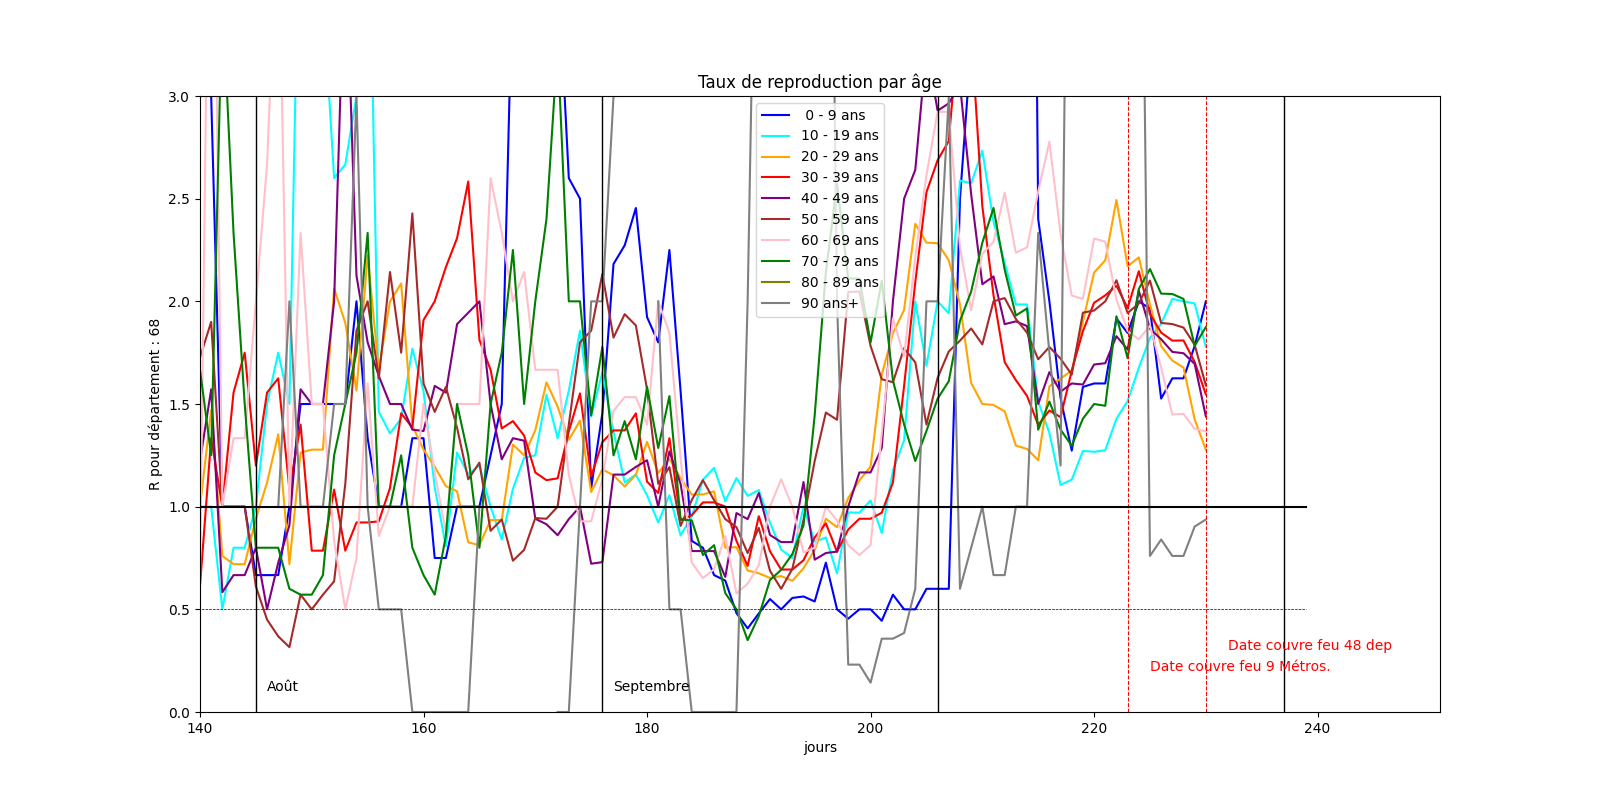 Taux de reproduction par âge
R pour département : 68
3.0
2.5
2.0
1.5
1.0
0.5
0.0
0 - 9 ans
10 - 19 ans
20 - 29 ans
30 - 39 ans
40 - 49 ans
50 - 59 ans
60 - 69 ans
70 - 79 ans
80 - 89 ans
90 ans+
Date couvre feu 48 dep
Date couvre feu 9 Métros.
Août
Septembre
140
160
180
200
220
240
jours